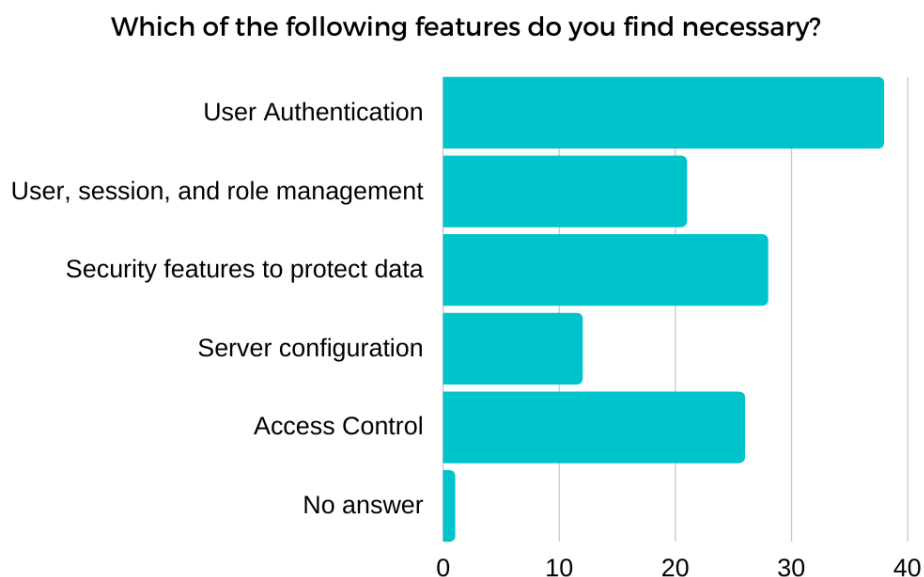 Which of the following features do you find necessary?
User Authentication
User, session, and role management
Security features to protect data
Server configuration
Access Control
No answer
0 10 20 30 40